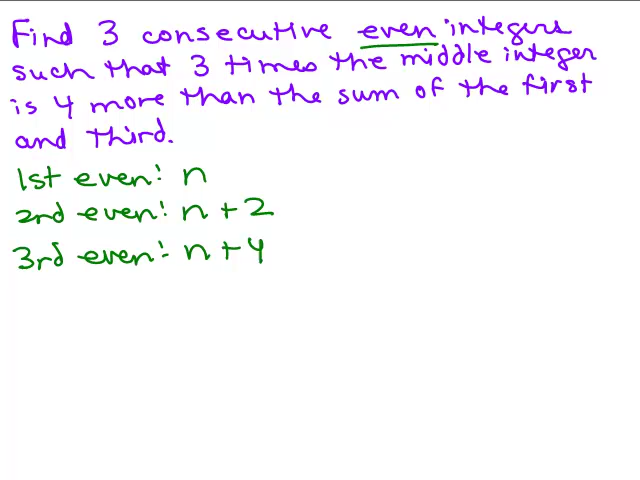 Find 3 consecutive even integers
such that 3 times the middle integer
is 4 more than the sum of the first
and third.
1st even: n
2nd even: n + 2
3rd even: n + 4